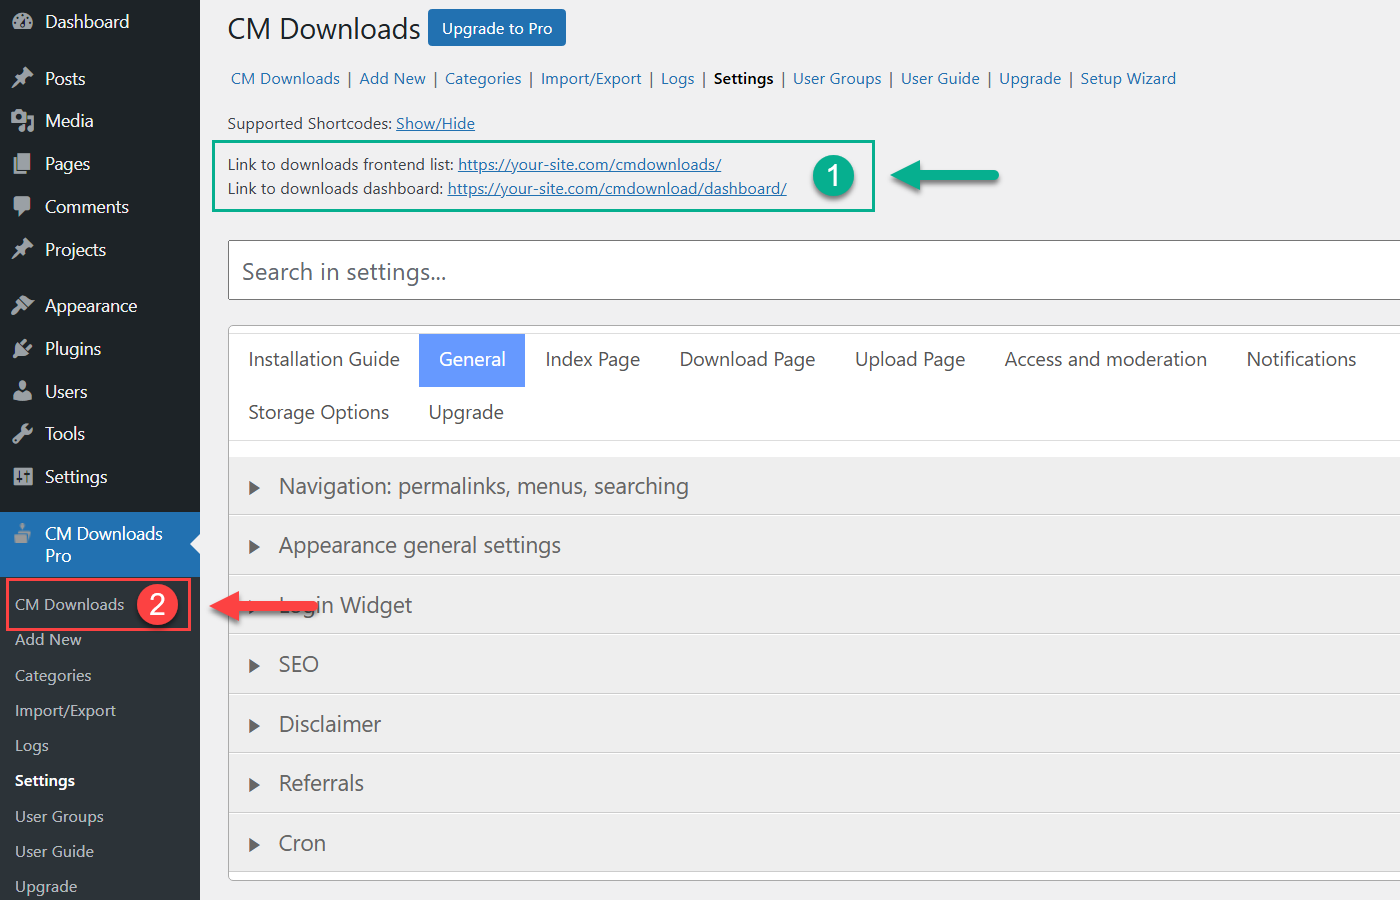 Dashboard
Posts
Media
Pages
Comments
Projects
Appearance
Plugins
Users
Tools
Settings
CM Downloads
Pro
CM Downloads 2
Add New
Categories
Import/Export
Logs
Settings
User Groups
User Guide
Upgrade
CM Downloads Upgrade to Pro
CM Downloads | Add New | Categories | Import/Export | Logs | Settings | User Groups | User Guide | Upgrade | Setup Wizard
Supported Shortcodes: Show/Hide
Link to downloads frontend list: https://your-site.com/cmdownloads/
Link to downloads dashboard: https://your-site.com/cmdownload/dashboard/
1
Search in settings...
Installation Guide General Index Page Download Page Upload Page Access and moderation Notifications
Storage Options Upgrade
Navigation: permalinks, menus, searching
Appearance general settings
Login Widget
SEO
Disclaimer
Referrals
Cron